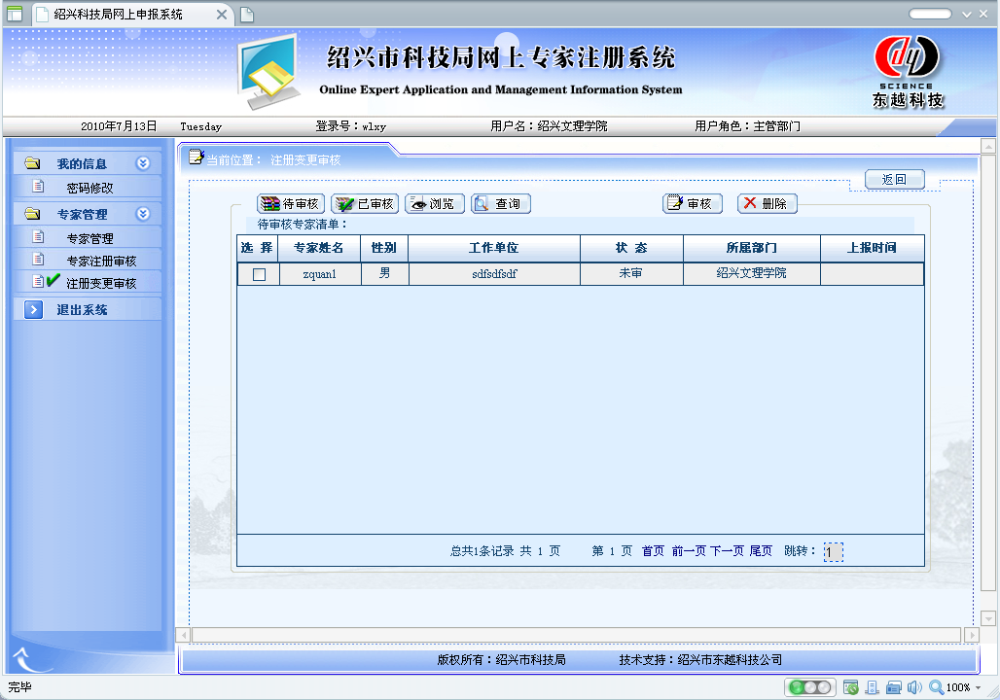 绍兴科技局网上申报系统
绍兴市科技局网上专家注册系统
Online Expert Application and Management Information System
SCIENCE
东越科技
2010年7月13日 Tuesday 登录号：wlxy 用户名：绍兴文理学院 用户角色：主管部门
我的信息
密码修改
专家管理
专家管理
专家注册审核
注册变更审核
退出系统
当前位置： 注册变更审核
返回
待审核 已审核 浏览 查询 审核 删除
待审核专家清单：
选 择 专家姓名 性别 工作单位 状 态 所属部门 上报时间
zquan1 男 sdfsdfsdf 未审 绍兴文理学院
总共1条记录 共 1 页 第 1 页 首页 前一页 下一页 尾页 跳转： 1
版权所有：绍兴市科技局 技术支持：绍兴市东越科技公司
完毕 100%